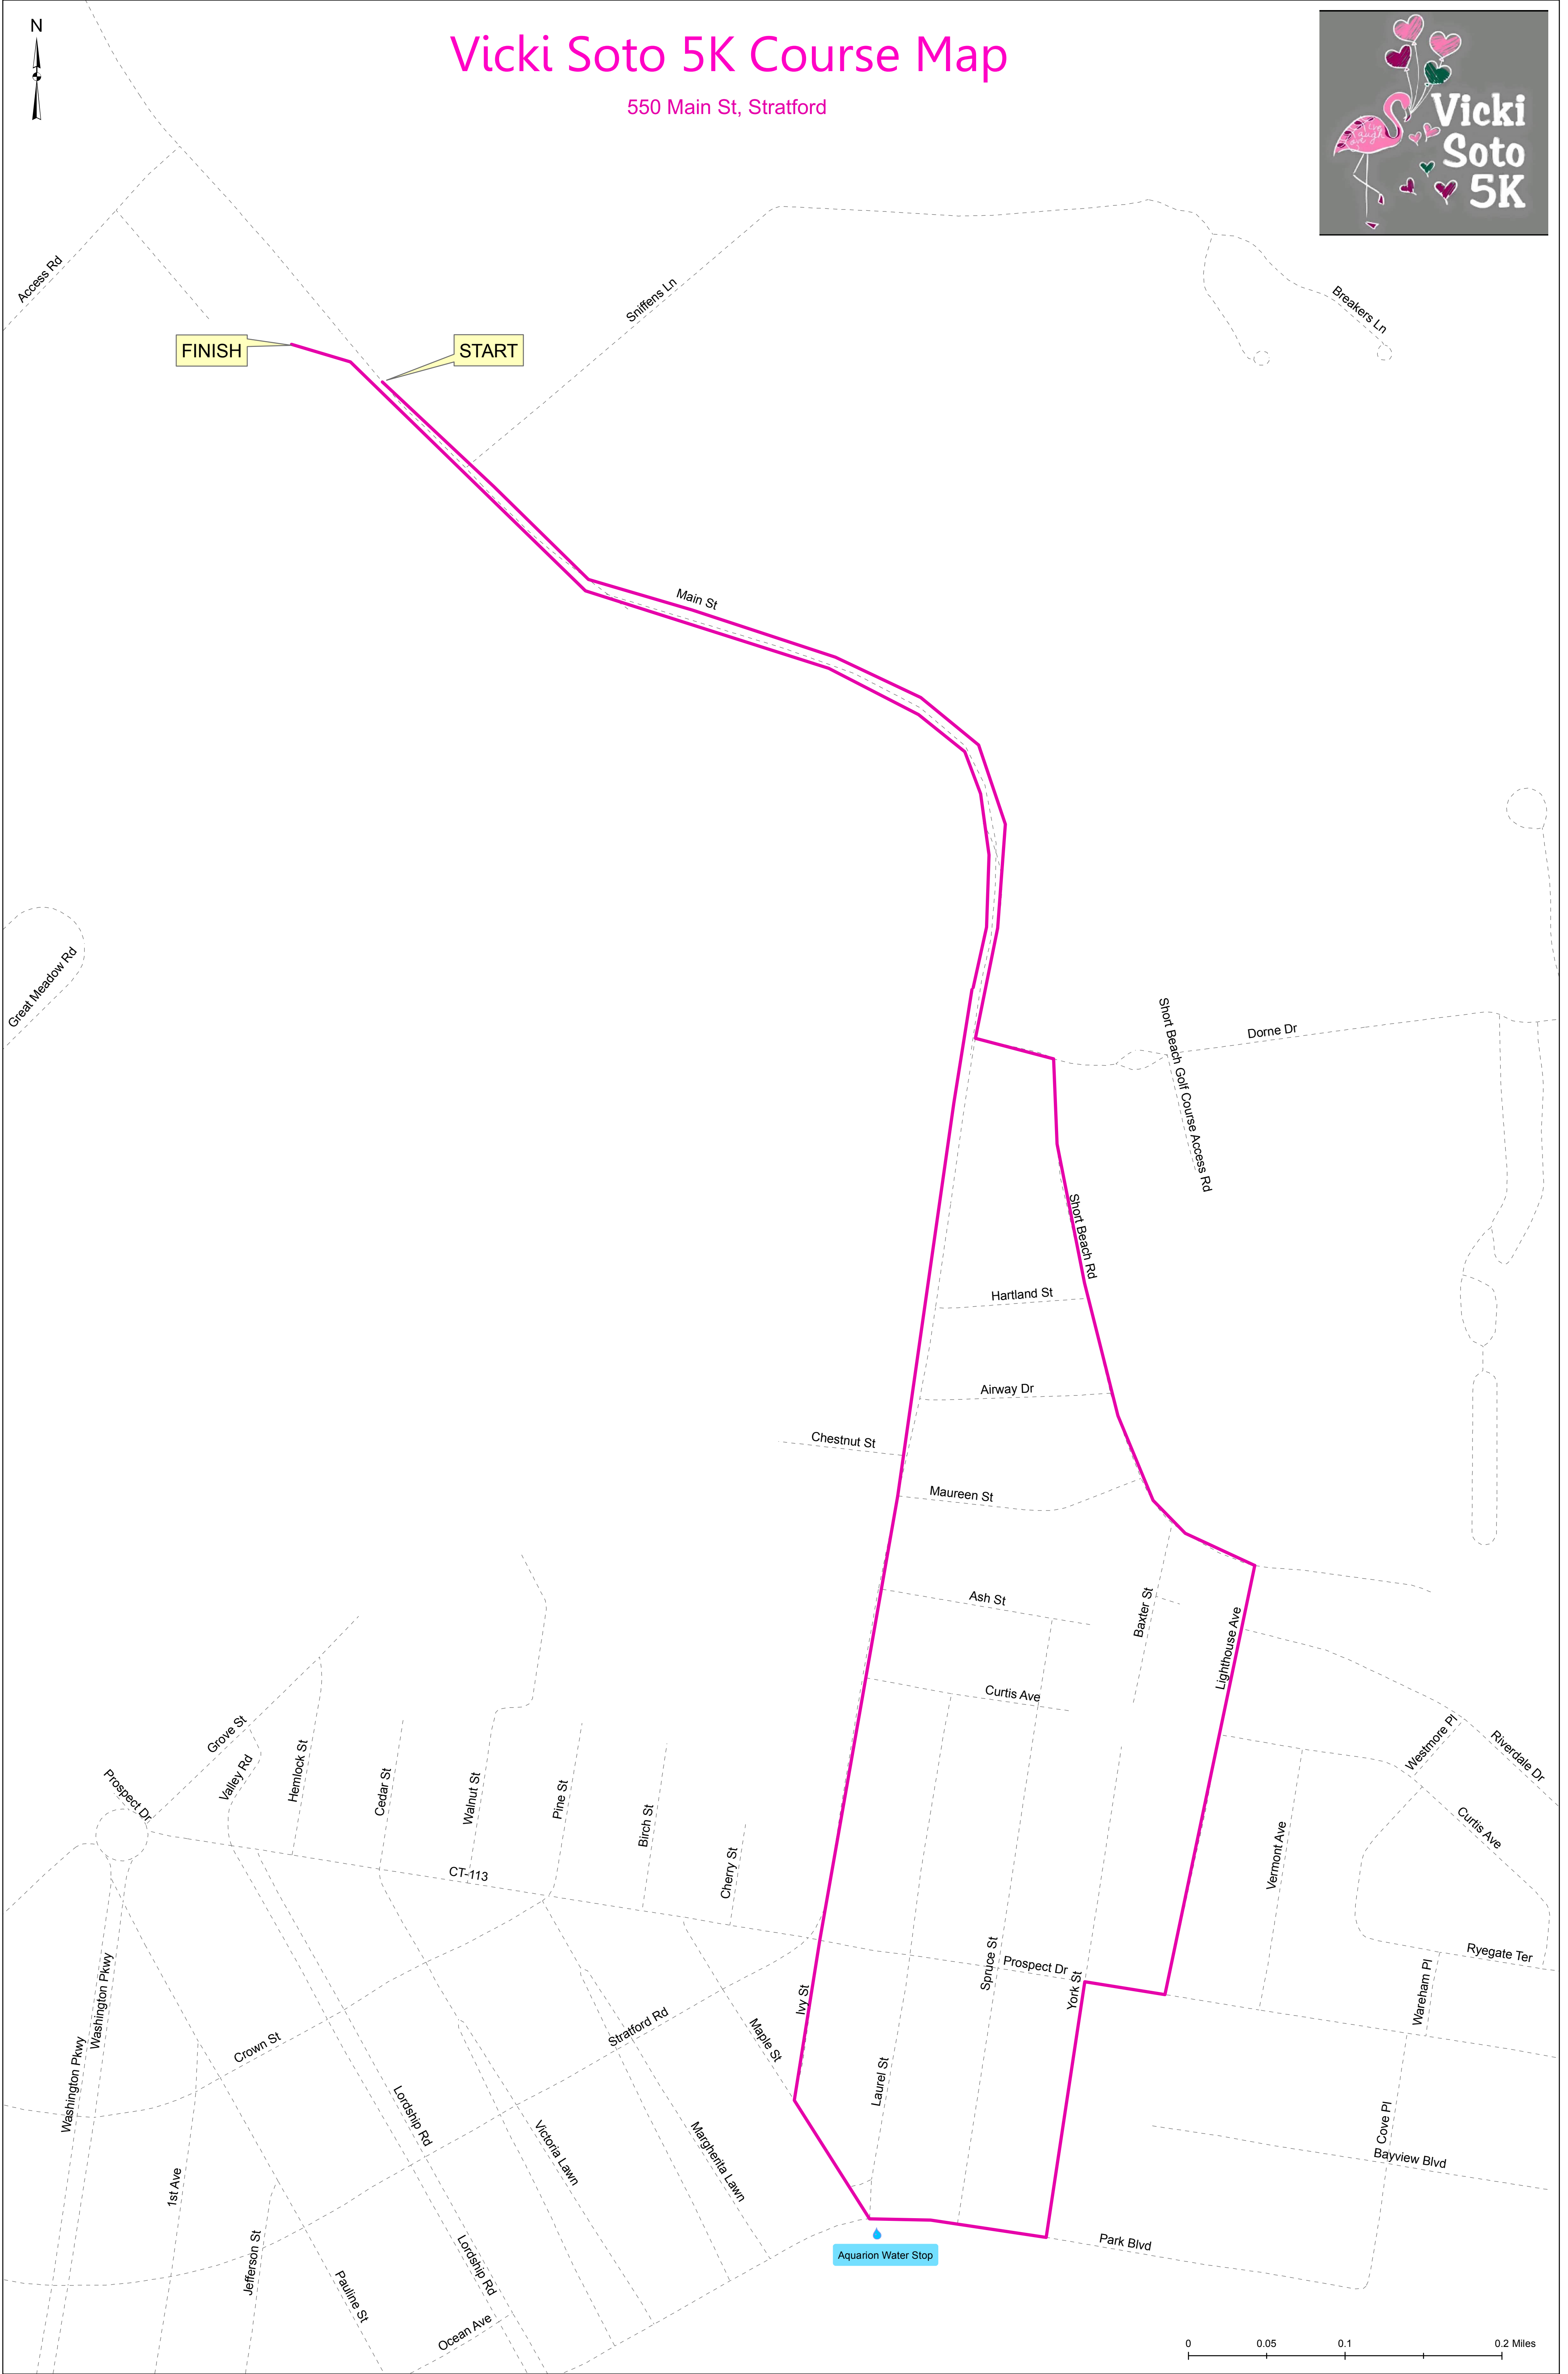 N
Vicki Soto 5K Course Map
550 Main St, Stratford
Vicki
Soto
5K
Access Rd
Sniffens Ln
Breakers Ln
FINISH
START
Main St
Great Meadow Rd
Short Beach Golf Course Access Rd
Dorne Dr
Short Beach Rd
Hartland St
Airway Dr
Chestnut St
Maureen St
Ash St
Baxter St
Lighthouse Ave
Curtis Ave
Westmore Pl
Riverdale Dr
Grove St
Valley Rd
Hemlock St
Prospect Dr
Cedar St
Walnut St
Pine St
Birch St
Cherry St
Vermont Ave
Curtis Ave
CT-113
Spruce St
Prospect Dr
York St
Ryegate Ter
Wareham Pl
Washington Pkwy
Washington Pkwy
Crown St
Stratford Rd
Ivy St
Maple St
Laurel St
Lordship Rd
Victoria Lawn
Margherita Lawn
Cove Pl
Bayview Blvd
1st Ave
Jefferson St
Pauline St
Lordship Rd
Ocean Ave
Aquarion Water Stop
Park Blvd
0 0.05 0.1 0.2 Miles